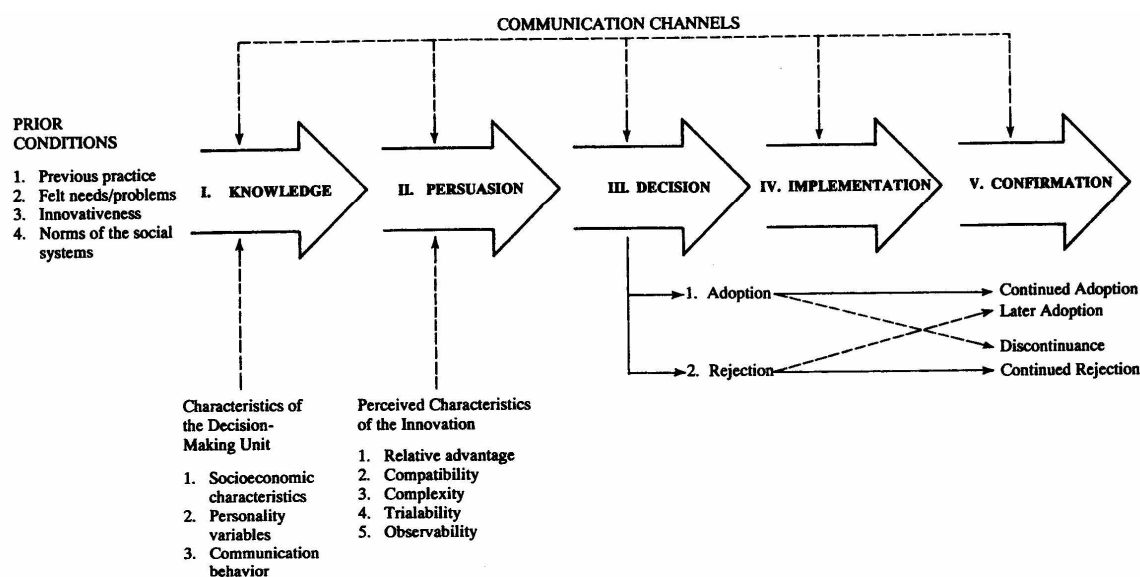 COMMUNICATION CHANNELS
PRIOR
CONDITIONS
1. Previous practice
2. Felt needs/problems
3. Innovativeness
4. Norms of the social
systems
I. KNOWLEDGE
II. PERSUASION
III. DECISION
IV. IMPLEMENTATION
V. CONFIRMATION
1. Adoption
2. Rejection
Continued Adoption
Later Adoption
Discontinuance
Continued Rejection
Characteristics of
the Decision-
Making Unit
1. Socioeconomic
characteristics
2. Personality
variables
3. Communication
behavior
Perceived Characteristics
of the Innovation
1. Relative advantage
2. Compatibility
3. Complexity
4. Trialability
5. Observability